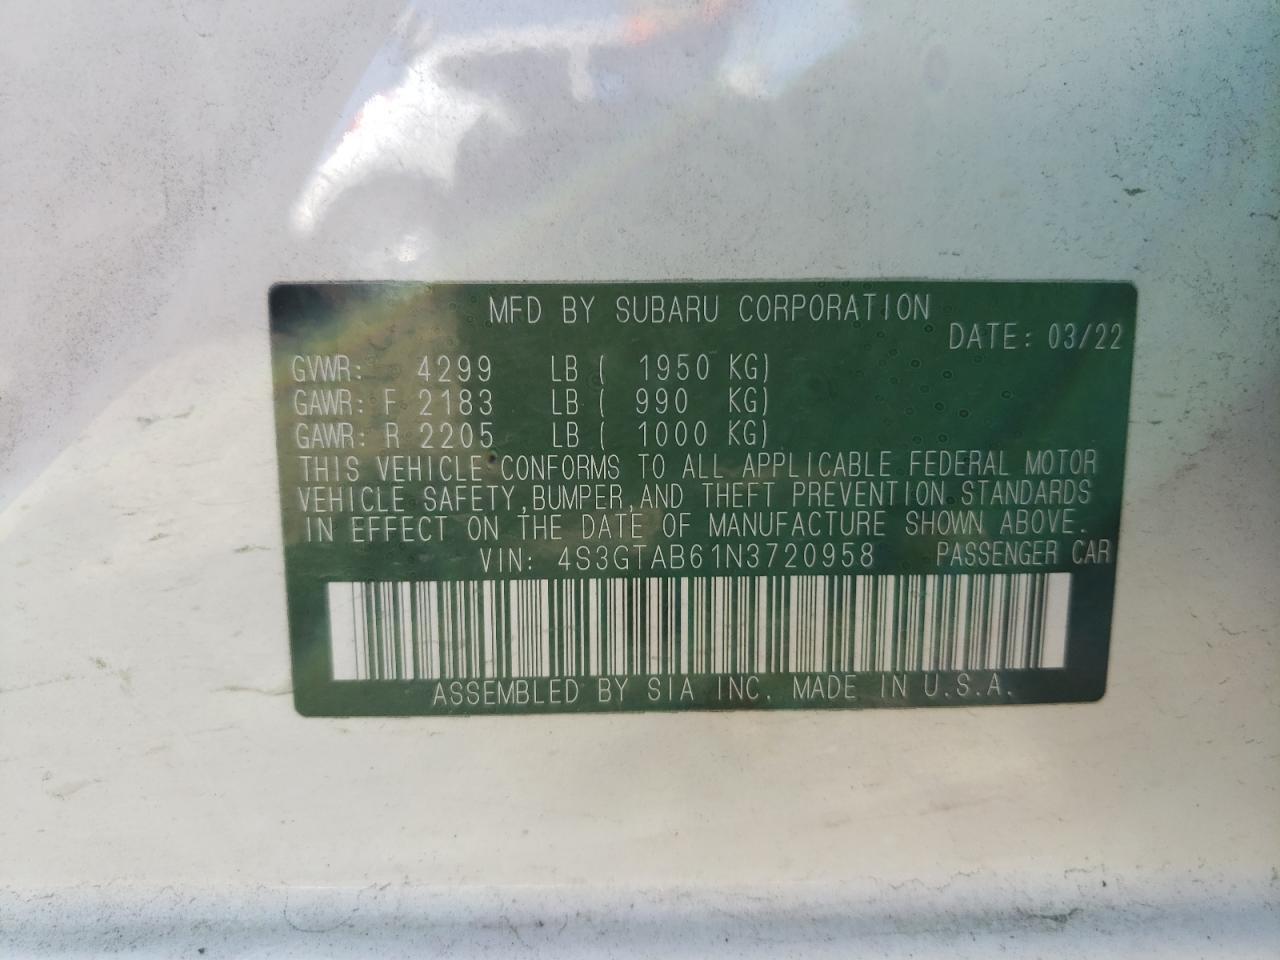 MFD BY SUBARU CORPORATION
DATE: 03/22
GVWR: 4299 LB ( 1950 KG)
GAWR: F 2183 LB ( 990 KG)
GAWR: R 2205 LB ( 1000 KG)
THIS VEHICLE CONFORMS TO ALL APPLICABLE FEDERAL MOTOR
VEHICLE SAFETY,BUMPER,AND THEFT PREVENTION STANDARDS
IN EFFECT ON THE DATE OF MANUFACTURE SHOWN ABOVE.
VIN: 4S3GTAB61N3720958 PASSENGER CAR
ASSEMBLED BY SIA INC. MADE IN U.S.A.